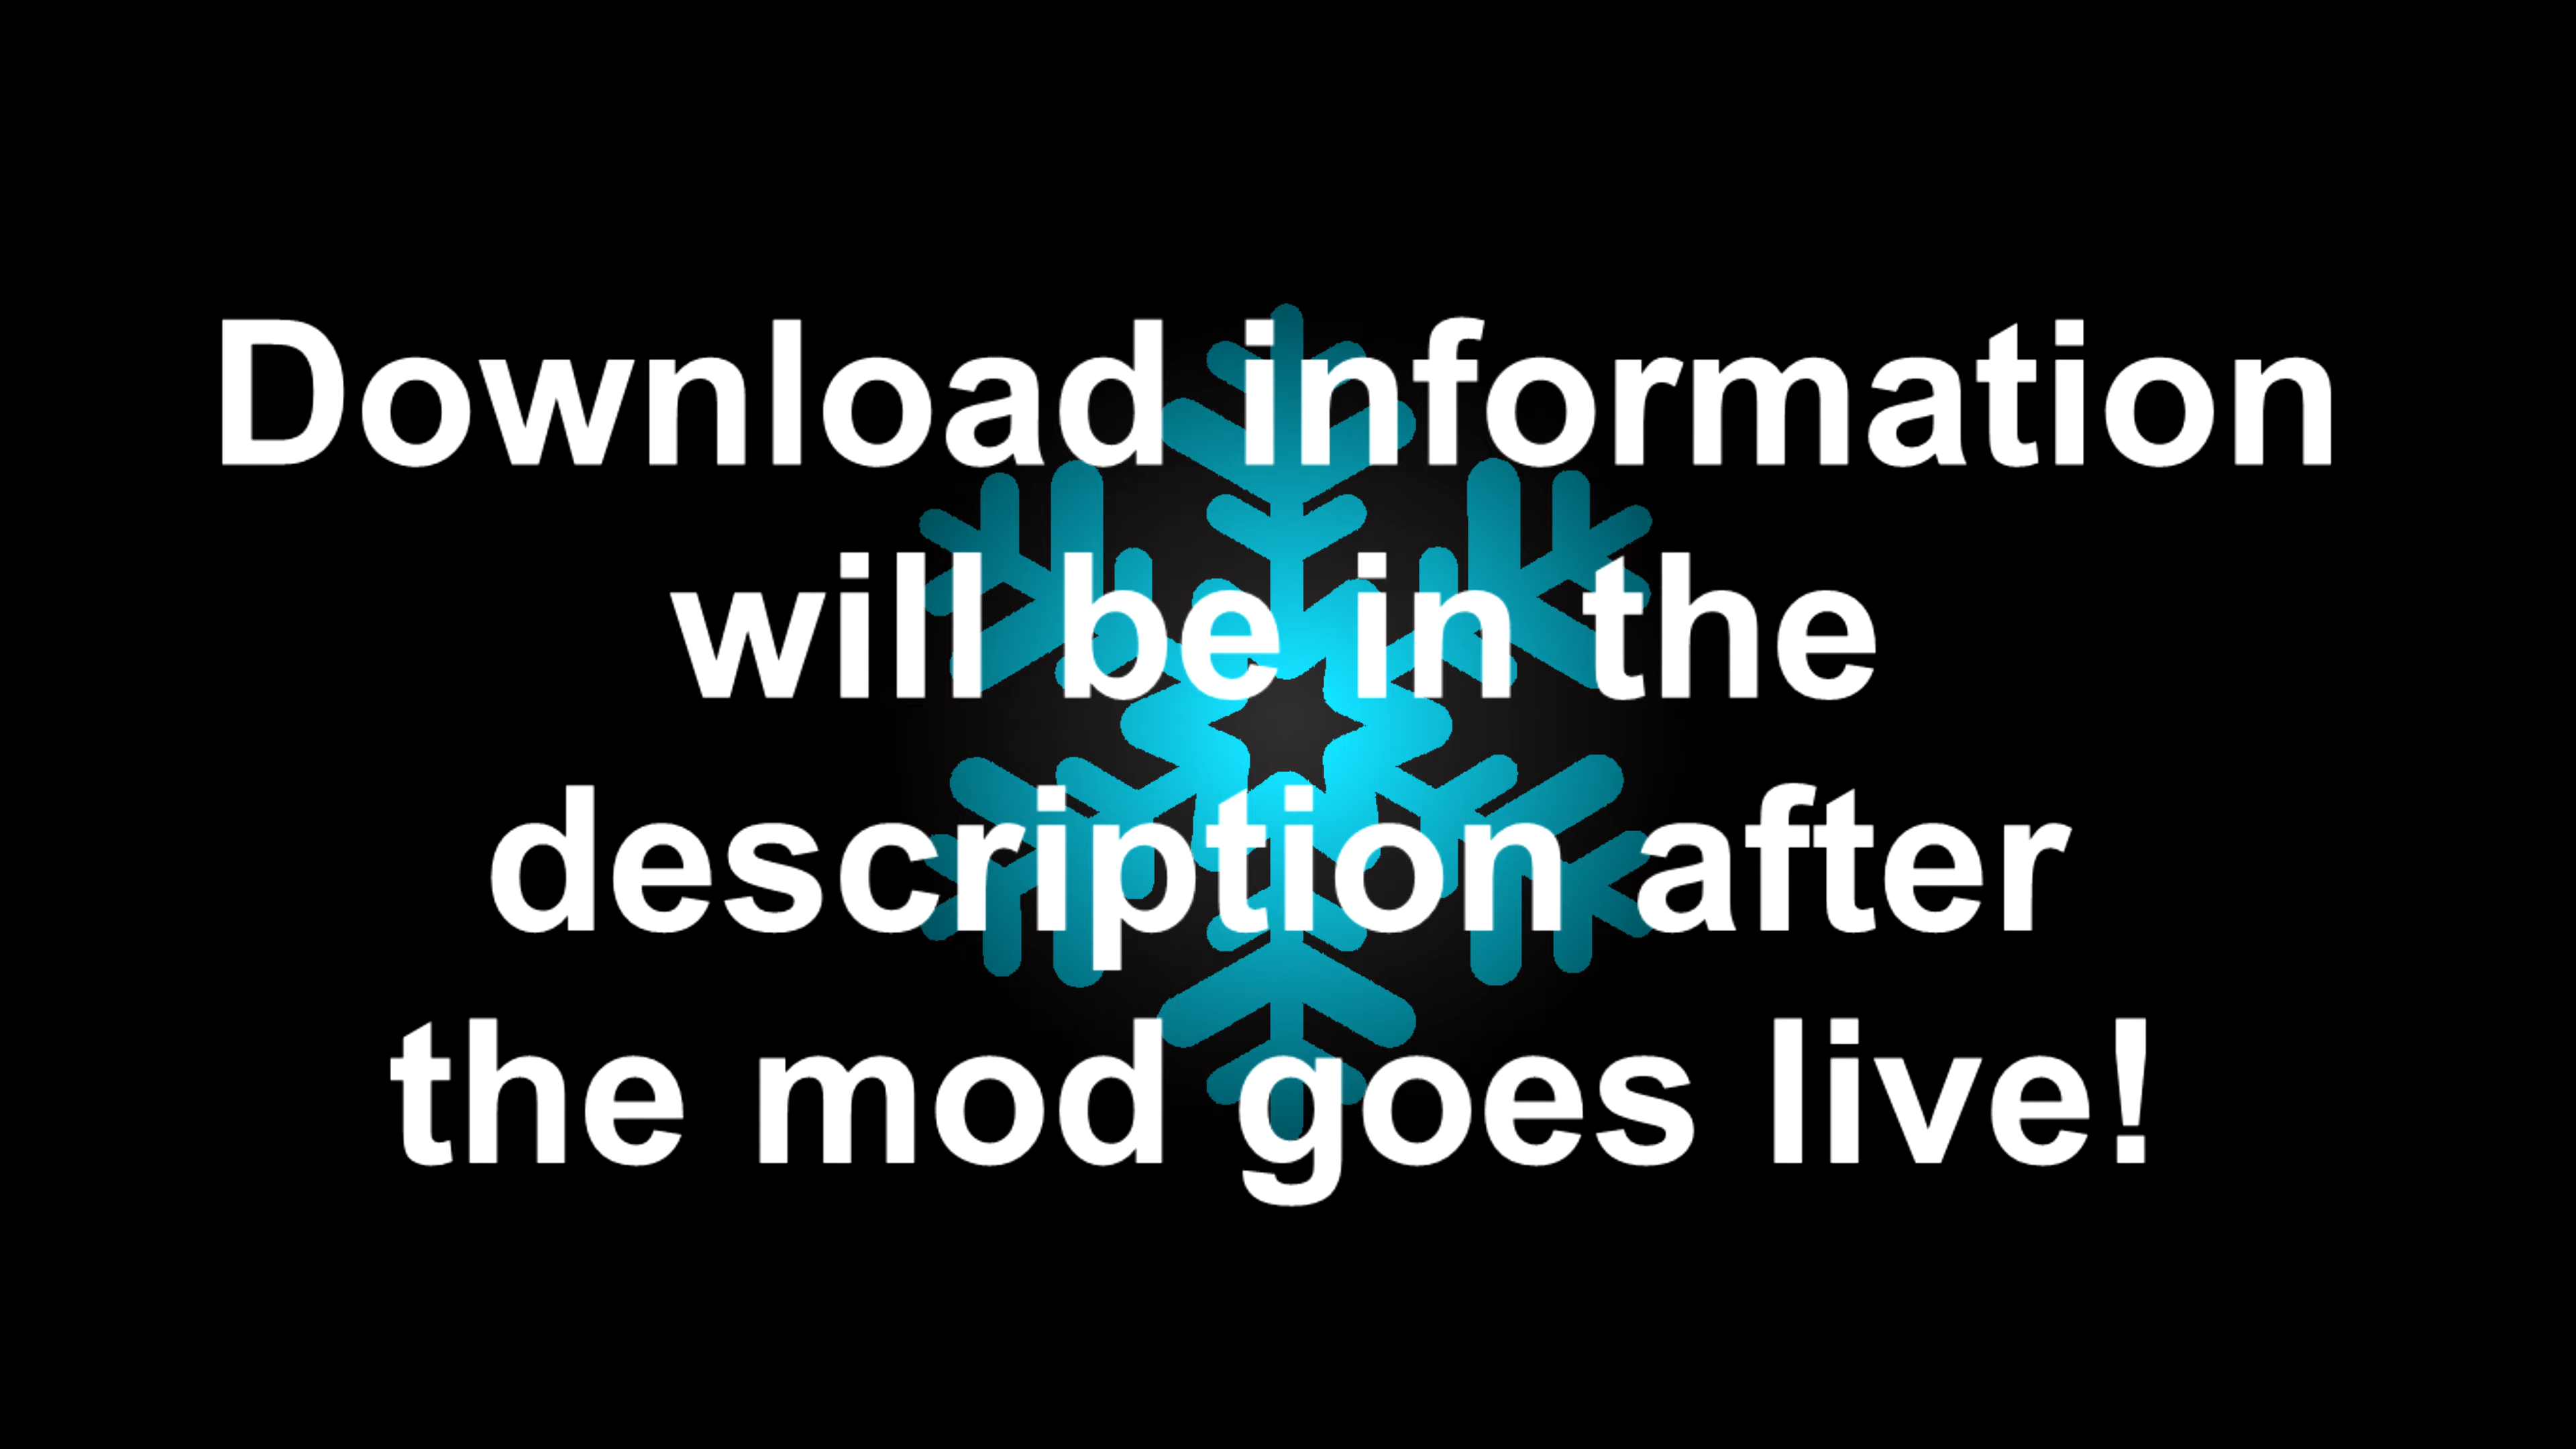 Download information
will be in the
description after
the mod goes live!